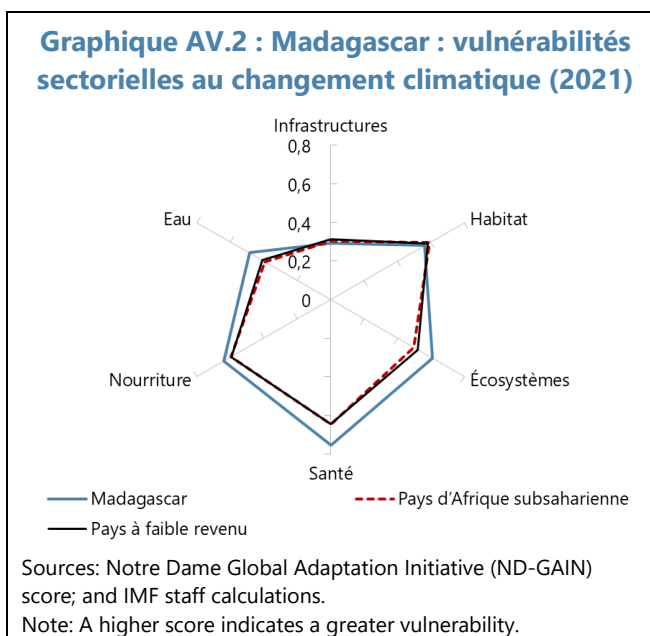 Graphique AV.2 : Madagascar : vulnérabilités
sectorielles au changement climatique (2021)
Infrastructures
0,8
0,6
0,4
0,2
0
Eau
Habitat
Nourriture
Écosystèmes
Santé
Madagascar
Pays d’Afrique subsaharienne
Pays à faible revenu
Sources: Notre Dame Global Adaptation Initiative (ND-GAIN)
score; and IMF staff calculations.
Note: A higher score indicates a greater vulnerability.